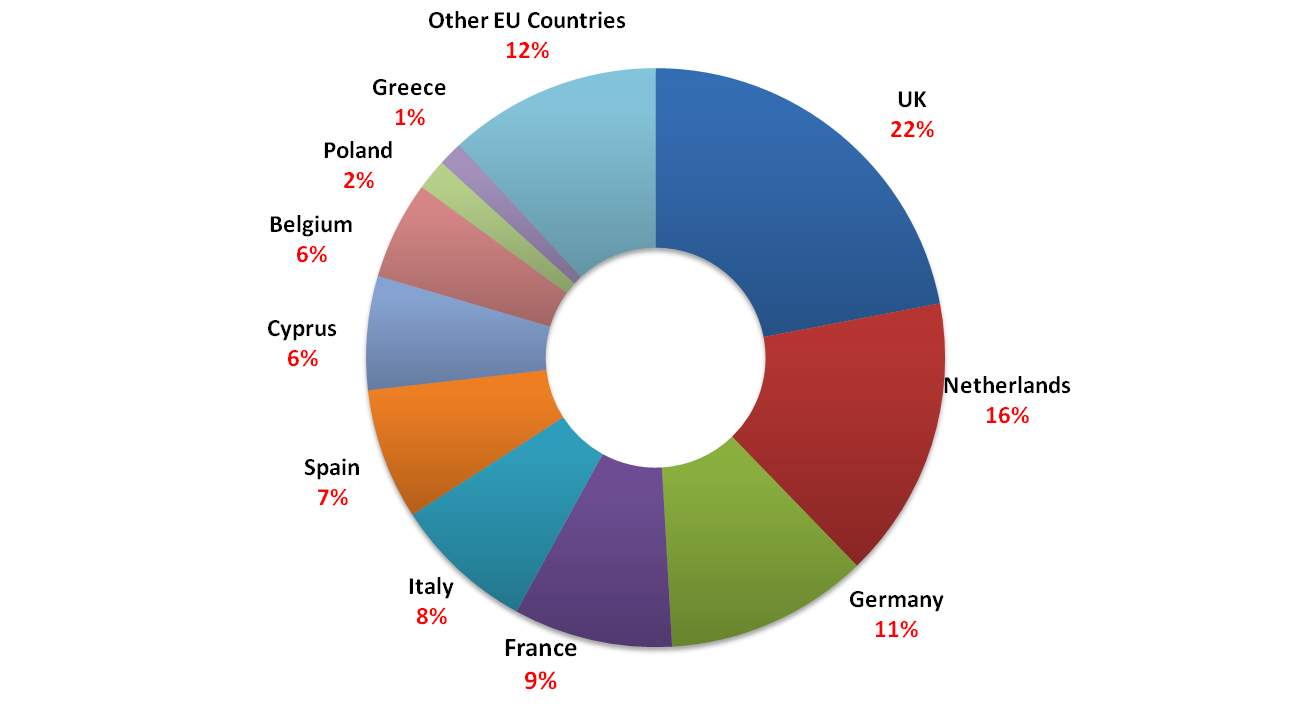 Other EU Countries
12%
UK
22%
Netherlands
16%
Germany
11%
France
9%
Italy
8%
Spain
7%
Cyprus
6%
Belgium
6%
Poland
2%
Greece
1%